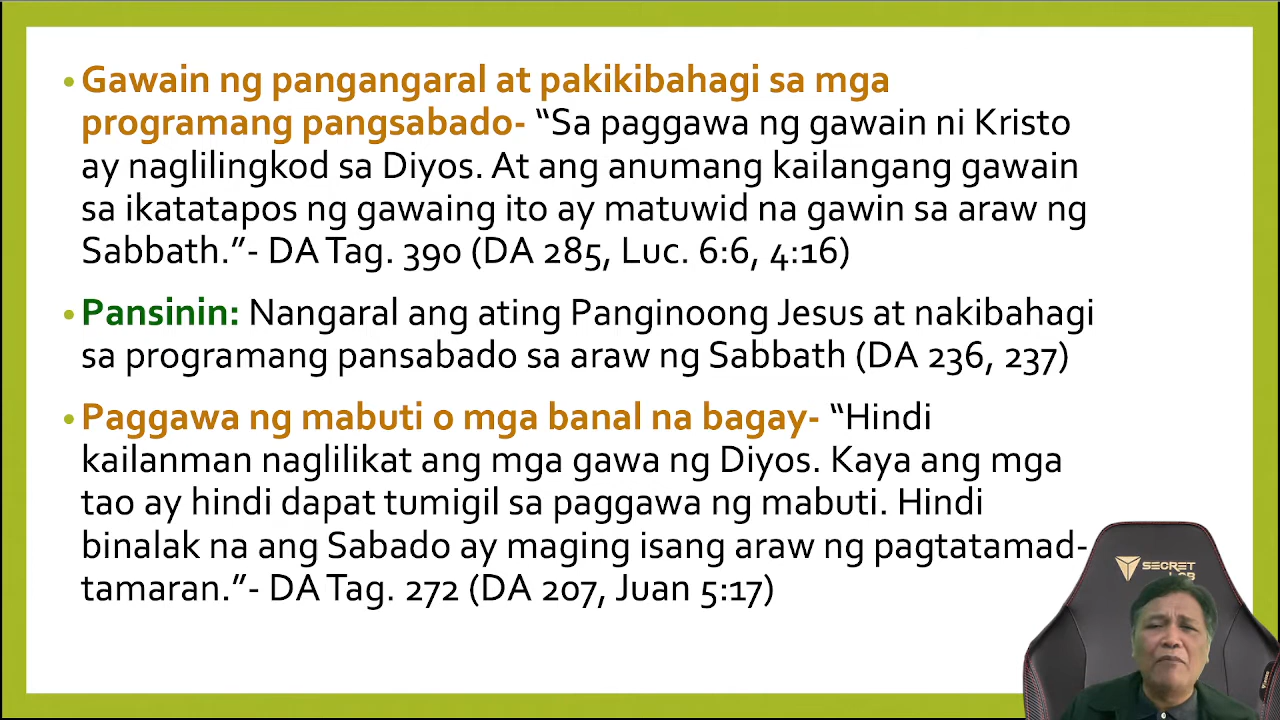 • Gawain ng pangangaral at pakikibahagi sa mga
programang pangsabado- “Sa paggawa ng gawain ni Kristo
ay naglilingkod sa Diyos. At ang anumang kailangang gawain
sa ikatatapos ng gawaing ito ay matuwid na gawin sa araw ng
Sabbath.”- DA Tag. 390 (DA 285, Luc. 6:6, 4:16)
• Pansinin: Nangaral ang ating Panginoong Jesus at nakibahagi
sa programang pansabado sa araw ng Sabbath (DA 236, 237)
• Paggawa ng mabuti o mga banal na bagay- “Hindi
kailanman naglilikat ang mga gawa ng Diyos. Kaya ang mga
tao ay hindi dapat tumigil sa paggawa ng mabuti. Hindi
binalak na ang Sabado ay maging isang araw ng pagtatamad-
tamaran.”- DA Tag. 272 (DA 207, Juan 5:17)
SECRET